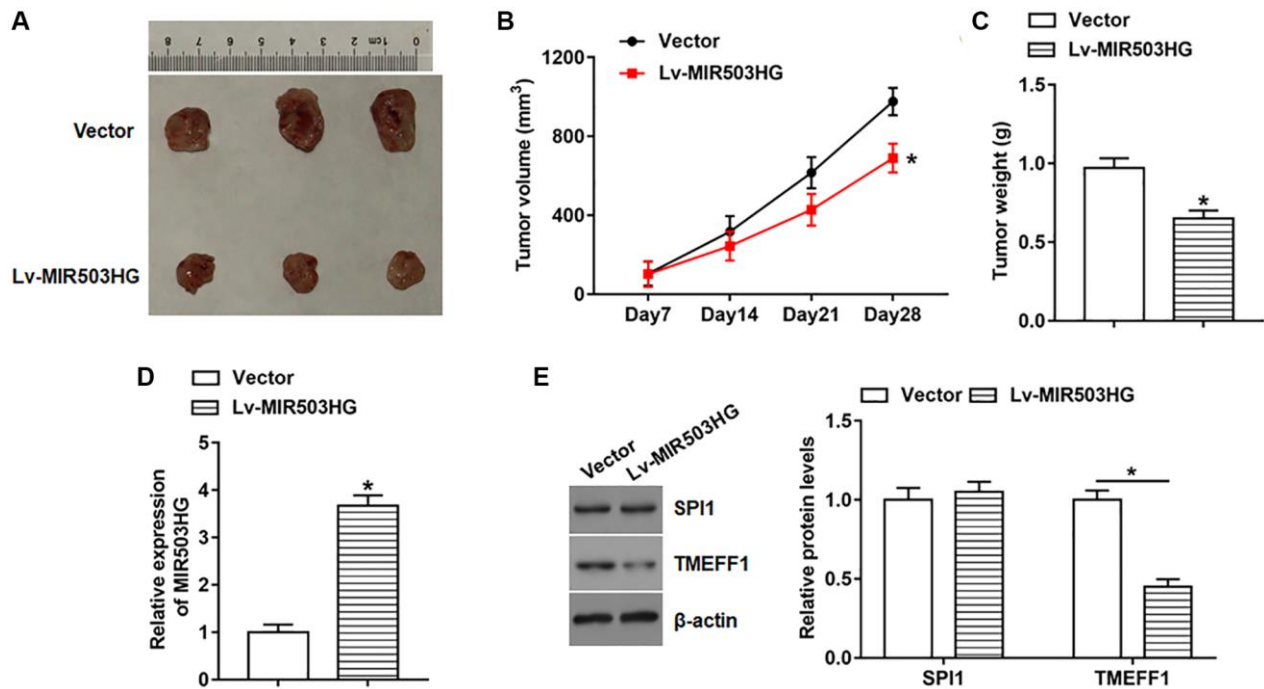 A
8 7 6 5 4 3 2 1cm 0
Vector
Lv-MIR503HG
B
Vector
Lv-MIR503HG
Tumor volume (mm³)
1200
800
400
0
Day7 Day14 Day21 Day28
*
C
Vector
Lv-MIR503HG
Tumor weight (g)
1.5
1.0
0.5
0.0
*
D
Vector
Lv-MIR503HG
Relative expression
of MIR503HG
5
4
3
2
1
0
*
E
Vector
Lv-MIR503HG
SPI1
TMEFF1
β-actin
Vector Lv-MIR503HG
Relative protein levels
1.5
1.0
0.5
0.0
*
SPI1 TMEFF1